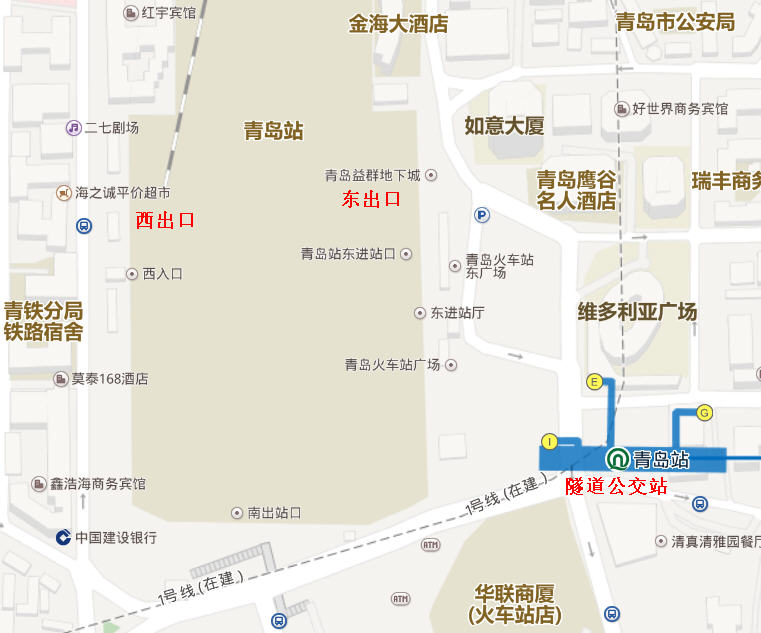 红宇宾馆
金海大酒店
青岛市公安局
二七剧场
青岛站
如意大厦
好世界商务宾馆
海之诚平价超市
青岛益群地下城
青岛鹰谷
名人酒店
瑞丰商务
西出口
东出口
P
西入口
青岛站东进站口
青岛火车站
东广场
青铁分局
铁路宿舍
东进站厅
维多利亚广场
莫泰168酒店
青岛火车站广场
E
G
I
青岛站
鑫浩海商务宾馆
1号线(在建)
隧道公交站
南出站口
中国建设银行
ATM
清真清雅园餐厅
1号线(在建)
ATM
华联商厦
(火车站店)